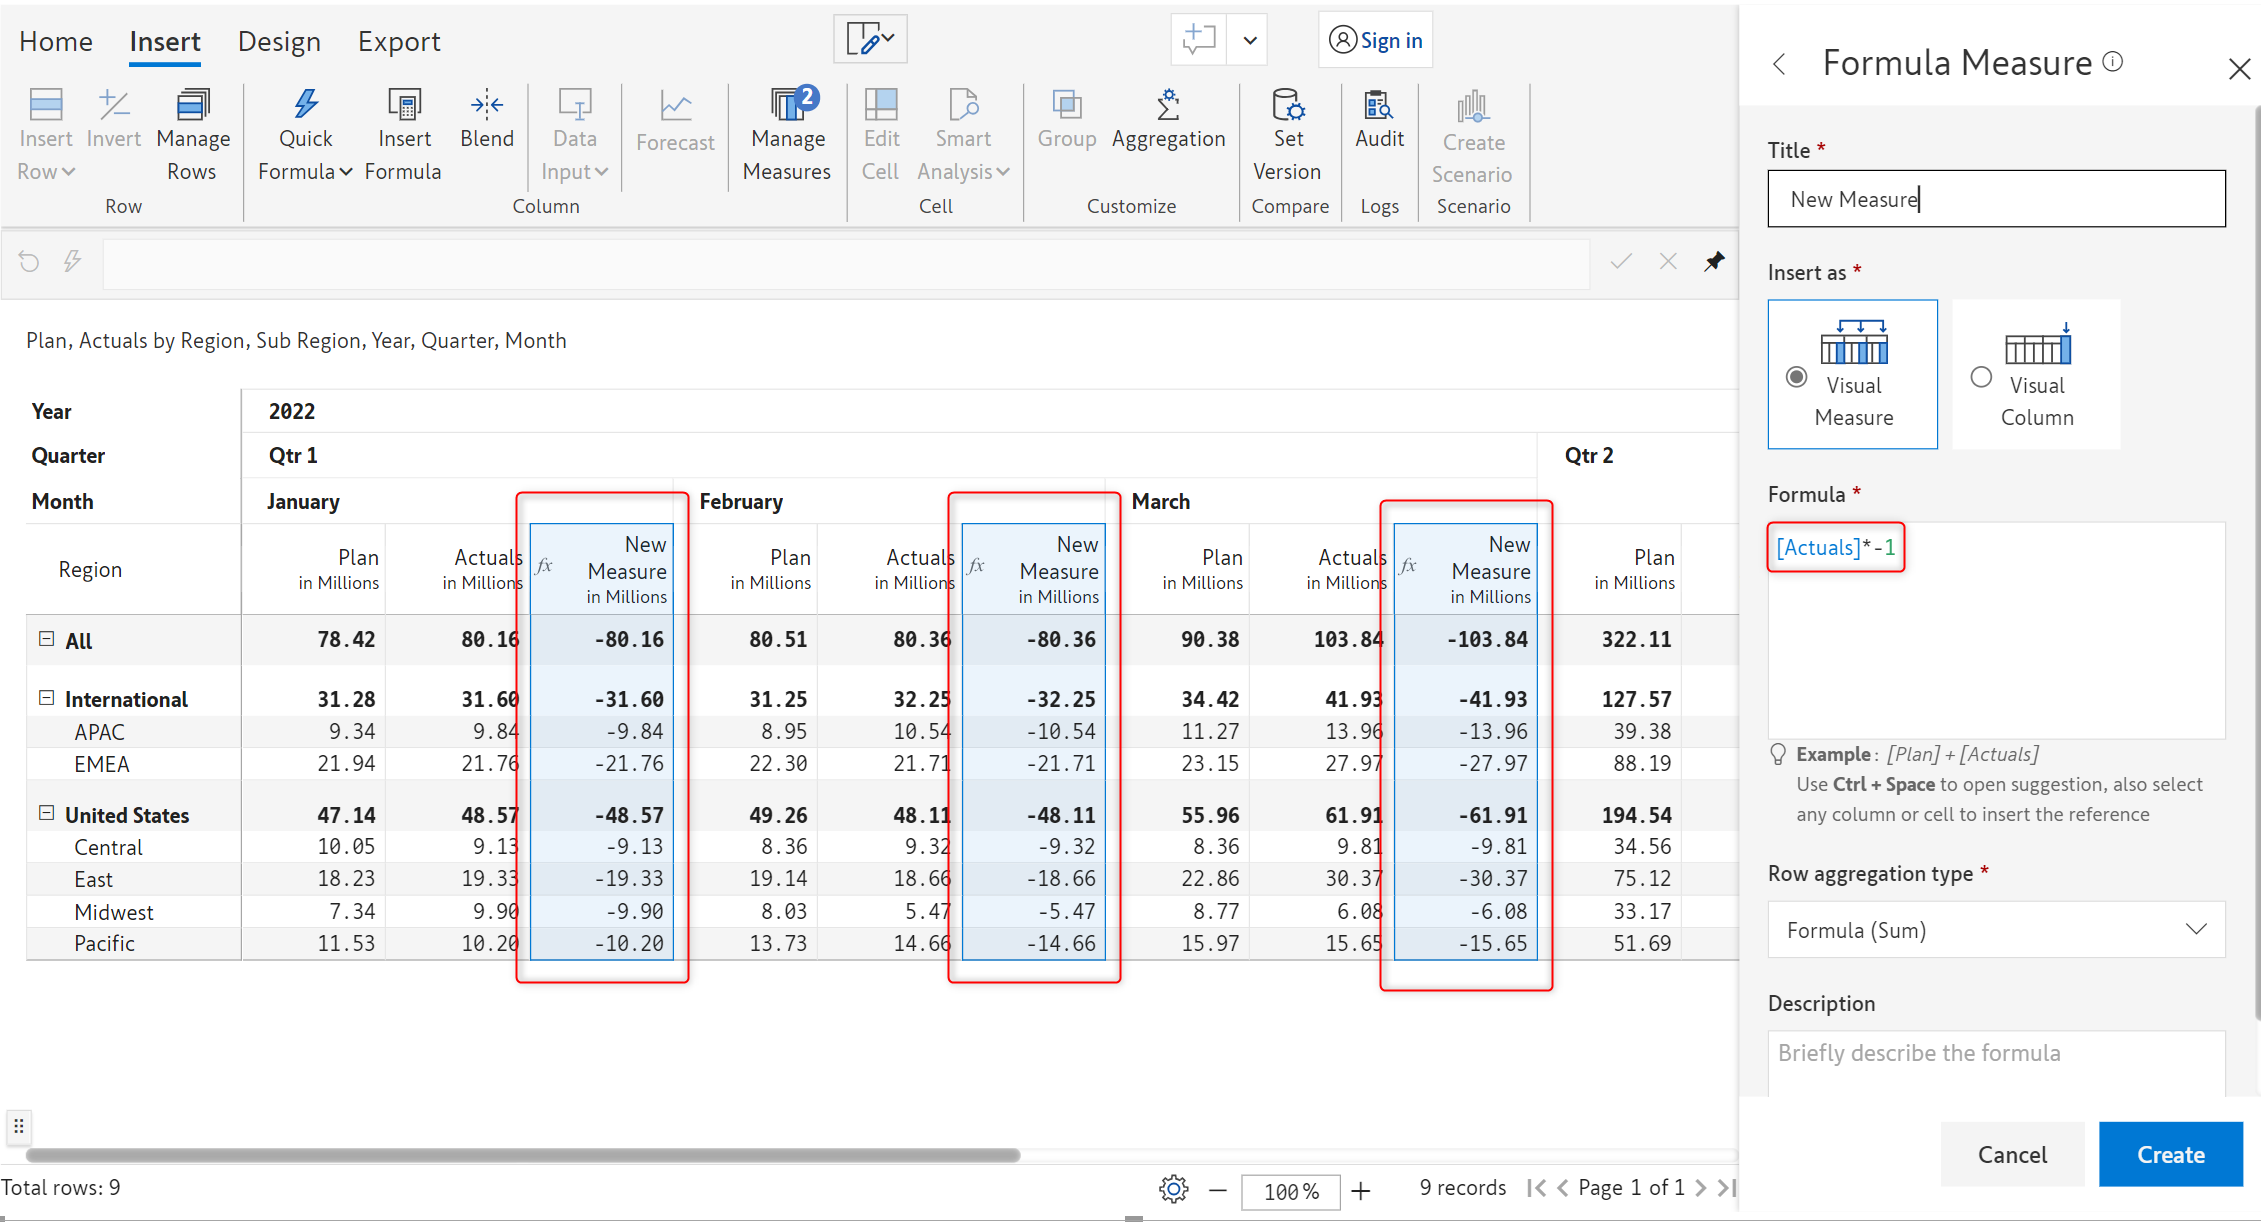 Home Insert Design Export Sign in
Insert Row Invert Manage Rows Quick Formula Insert Formula Blend Data Input Forecast Manage Measures 2 Edit Cell Smart Analysis Group Aggregation Set Version Audit Create Scenario
Row Column Cell Customize Compare Logs Scenario
Plan, Actuals by Region, Sub Region, Year, Quarter, Month
Year 2022
Quarter Qtr 1 Qtr 2
Month January February March
Region Plan in Millions Actuals in Millions fx New Measure in Millions Plan in Millions Actuals in Millions fx New Measure in Millions Plan in Millions Actuals in Millions fx New Measure in Millions Plan in Millions
All 78.42 80.16 -80.16 80.51 80.36 -80.36 90.38 103.84 -103.84 322.11
International 31.28 31.60 -31.60 31.25 32.25 -32.25 34.42 41.93 -41.93 127.57
APAC 9.34 9.84 -9.84 8.95 10.54 -10.54 11.27 13.96 -13.96 39.38
EMEA 21.94 21.76 -21.76 22.30 21.71 -21.71 23.15 27.97 -27.97 88.19
United States 47.14 48.57 -48.57 49.26 48.11 -48.11 55.96 61.91 -61.91 194.54
Central 10.05 9.13 -9.13 8.36 9.32 -9.32 8.36 9.81 -9.81 34.56
East 18.23 19.33 -19.33 19.14 18.66 -18.66 22.86 30.37 -30.37 75.12
Midwest 7.34 9.90 -9.90 8.03 5.47 -5.47 8.77 6.08 -6.08 33.17
Pacific 11.53 10.20 -10.20 13.73 14.66 -14.66 15.97 15.65 -15.65 51.69
Total rows: 9
100 %
9 records Page 1 of 1
Formula Measure
Title *
New Measure
Insert as *
Visual Measure
Visual Column
Formula *
[Actuals]*-1
Example : [Plan] + [Actuals]
Use Ctrl + Space to open suggestion, also select
any column or cell to insert the reference
Row aggregation type *
Formula (Sum)
Description
Briefly describe the formula
Cancel Create